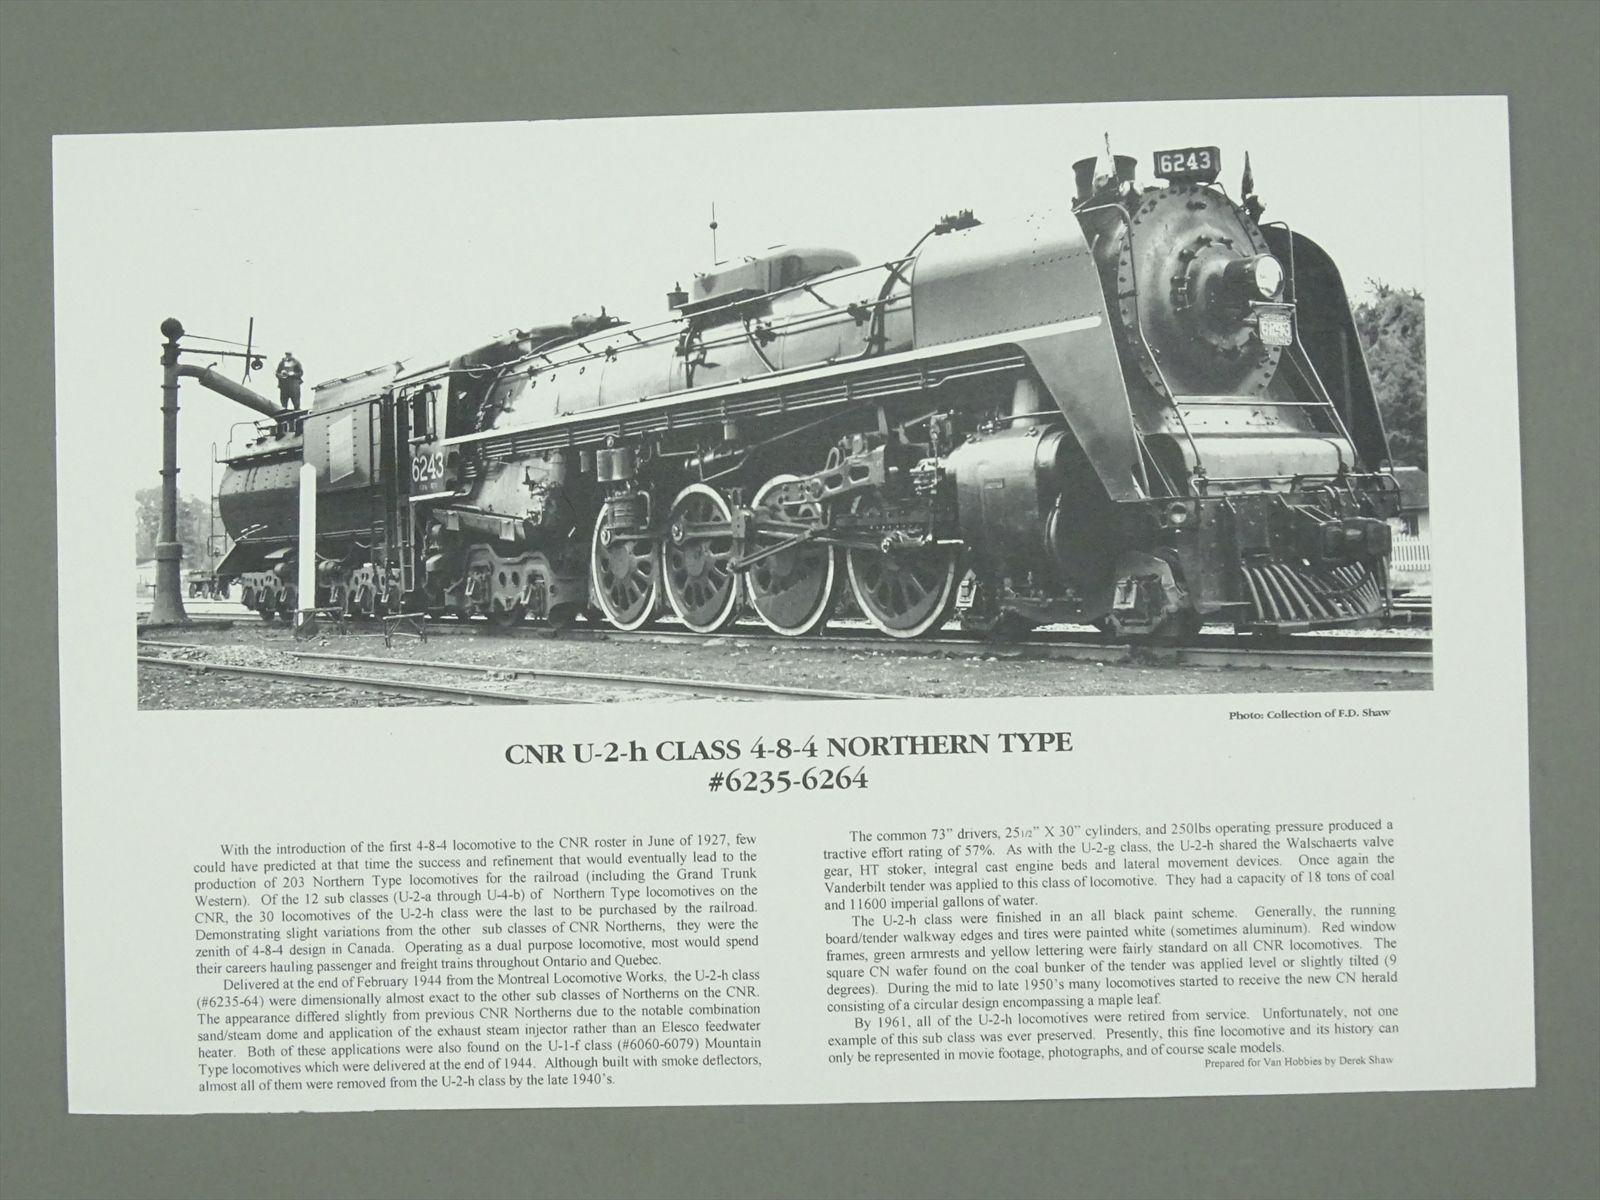 6243
6243
6243
Photo: Collection of F.D. Shaw
CNR U-2-h CLASS 4-8-4 NORTHERN TYPE
#6235-6264
With the introduction of the first 4-8-4 locomotive to the CNR roster in June of 1927, few
could have predicted at that time the success and refinement that would eventually lead to the
production of 203 Northern Type locomotives for the railroad (including the Grand Trunk
Western). Of the 12 sub classes (U-2-a through U-4-b) of Northern Type locomotives on the
CNR, the 30 locomotives of the U-2-h class were the last to be purchased by the railroad.
Demonstrating slight variations from the other sub classes of CNR Northerns, they were the
zenith of 4-8-4 design in Canada. Operating as a dual purpose locomotive, most would spend
their careers hauling passenger and freight trains throughout Ontario and Quebec.
Delivered at the end of February 1944 from the Montreal Locomotive Works, the U-2-h class
(#6235-64) were dimensionally almost exact to the other sub classes of Northerns on the CNR.
The appearance differed slightly from previous CNR Northerns due to the notable combination
sand/steam dome and application of the exhaust steam injector rather than an Elesco feedwater
heater. Both of these applications were also found on the U-1-f class (#6060-6079) Mountain
Type locomotives which were delivered at the end of 1944. Although built with smoke deflectors,
almost all of them were removed from the U-2-h class by the late 1940's.
The common 73" drivers, 25 1/2" X 30" cylinders, and 250lbs operating pressure produced a
tractive effort rating of 57%. As with the U-2-g class, the U-2-h shared the Walschaerts valve
gear, HT stoker, integral cast engine beds and lateral movement devices. Once again the
Vanderbilt tender was applied to this class of locomotive. They had a capacity of 18 tons of coal
and 11600 imperial gallons of water.
The U-2-h class were finished in an all black paint scheme. Generally, the running
board/tender walkway edges and tires were painted white (sometimes aluminum). Red window
frames, green armrests and yellow lettering were fairly standard on all CNR locomotives. The
square CN wafer found on the coal bunker of the tender was applied level or slightly tilted (9
degrees). During the mid to late 1950's many locomotives started to receive the new CN herald
consisting of a circular design encompassing a maple leaf.
By 1961, all of the U-2-h locomotives were retired from service. Unfortunately, not one
example of this sub class was ever preserved. Presently, this fine locomotive and its history can
only be represented in movie footage, photographs, and of course scale models.
Prepared for Van Hobbies by Derek Shaw